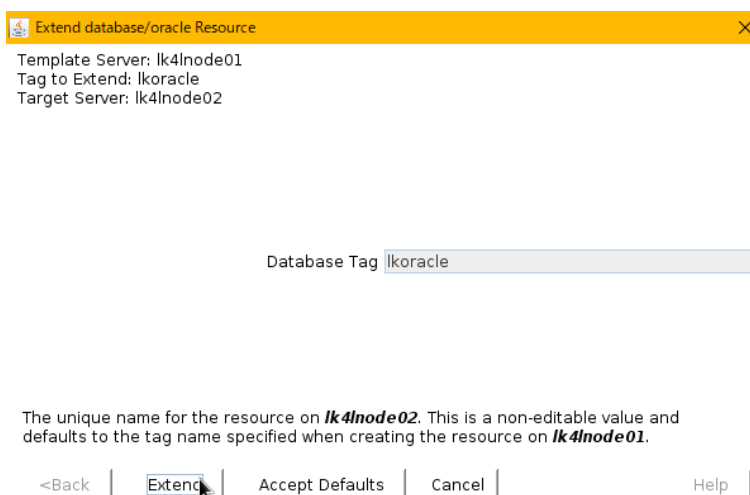 Extend database/oracle Resource
Template Server: lk4lnode01
Tag to Extend: lkoracle
Target Server: lk4lnode02
Database Tag lkoracle
The unique name for the resource on lk4lnode02. This is a non-editable value and
defaults to the tag name specified when creating the resource on lk4lnode01.
<Back Extend Accept Defaults Cancel Help